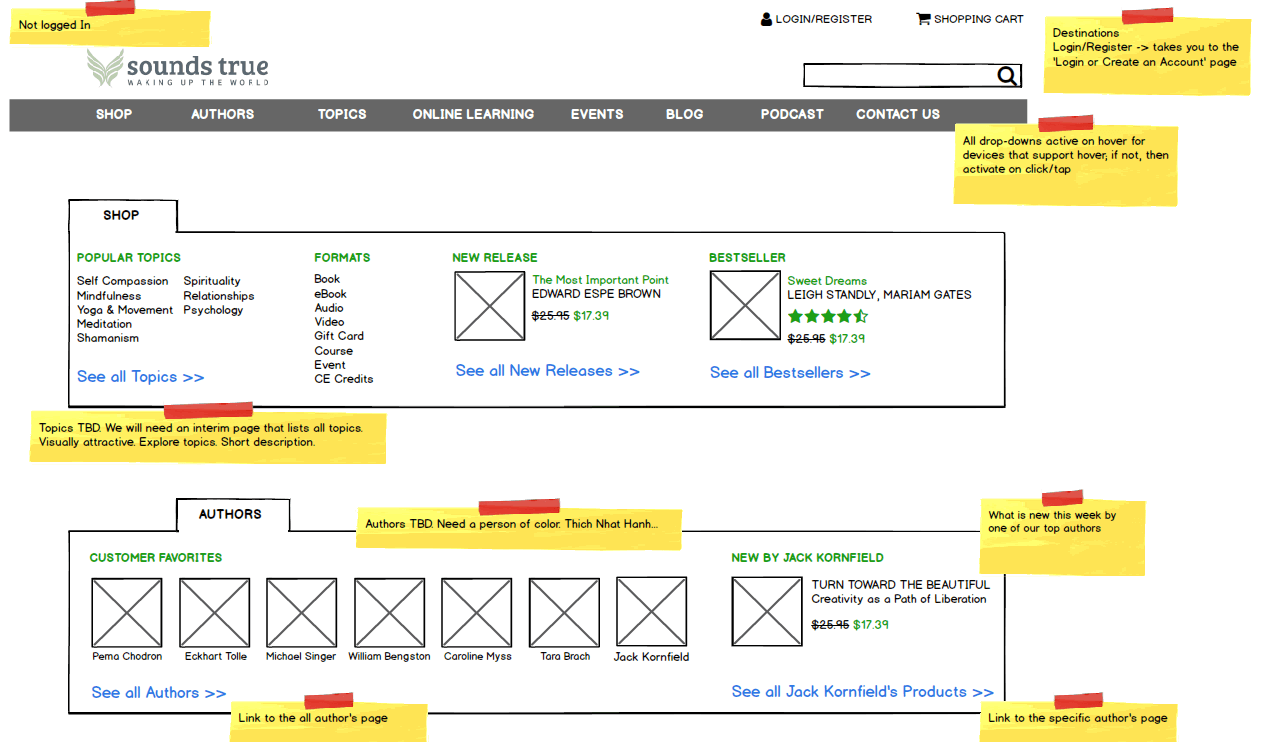 Not logged In
LOGIN/REGISTER
SHOPPING CART
Destinations
Login/Register -> takes you to the
'Login or Create an Account' page
sounds true
WAKING UP THE WORLD
SHOP AUTHORS TOPICS ONLINE LEARNING EVENTS BLOG PODCAST CONTACT US
All drop-downs active on hover for
devices that support hover; if not, then
activate on click/tap
SHOP
POPULAR TOPICS
Self Compassion
Mindfulness
Yoga & Movement
Meditation
Shamanism
Spirituality
Relationships
Psychology
See all Topics >>
FORMATS
Book
eBook
Audio
Video
Gift Card
Course
Event
CE Credits
NEW RELEASE
The Most Important Point
EDWARD ESPE BROWN
$25.95 $17.39
See all New Releases >>
BESTSELLER
Sweet Dreams
LEIGH STANDLY, MARIAM GATES
$25.95 $17.39
See all Bestsellers >>
Topics TBD. We will need an interim page that lists all topics.
Visually attractive. Explore topics. Short description.
AUTHORS
Authors TBD. Need a person of color. Thich Nhat Hanh...
What is new this week by
one of our top authors
CUSTOMER FAVORITES
Pema Chodron
Eckhart Tolle
Michael Singer
William Bengston
Caroline Myss
Tara Brach
Jack Kornfield
See all Authors >>
Link to the all author's page
NEW BY JACK KORNFIELD
TURN TOWARD THE BEAUTIFUL
Creativity as a Path of Liberation
$25.95 $17.39
See all Jack Kornfield's Products >>
Link to the specific author's page